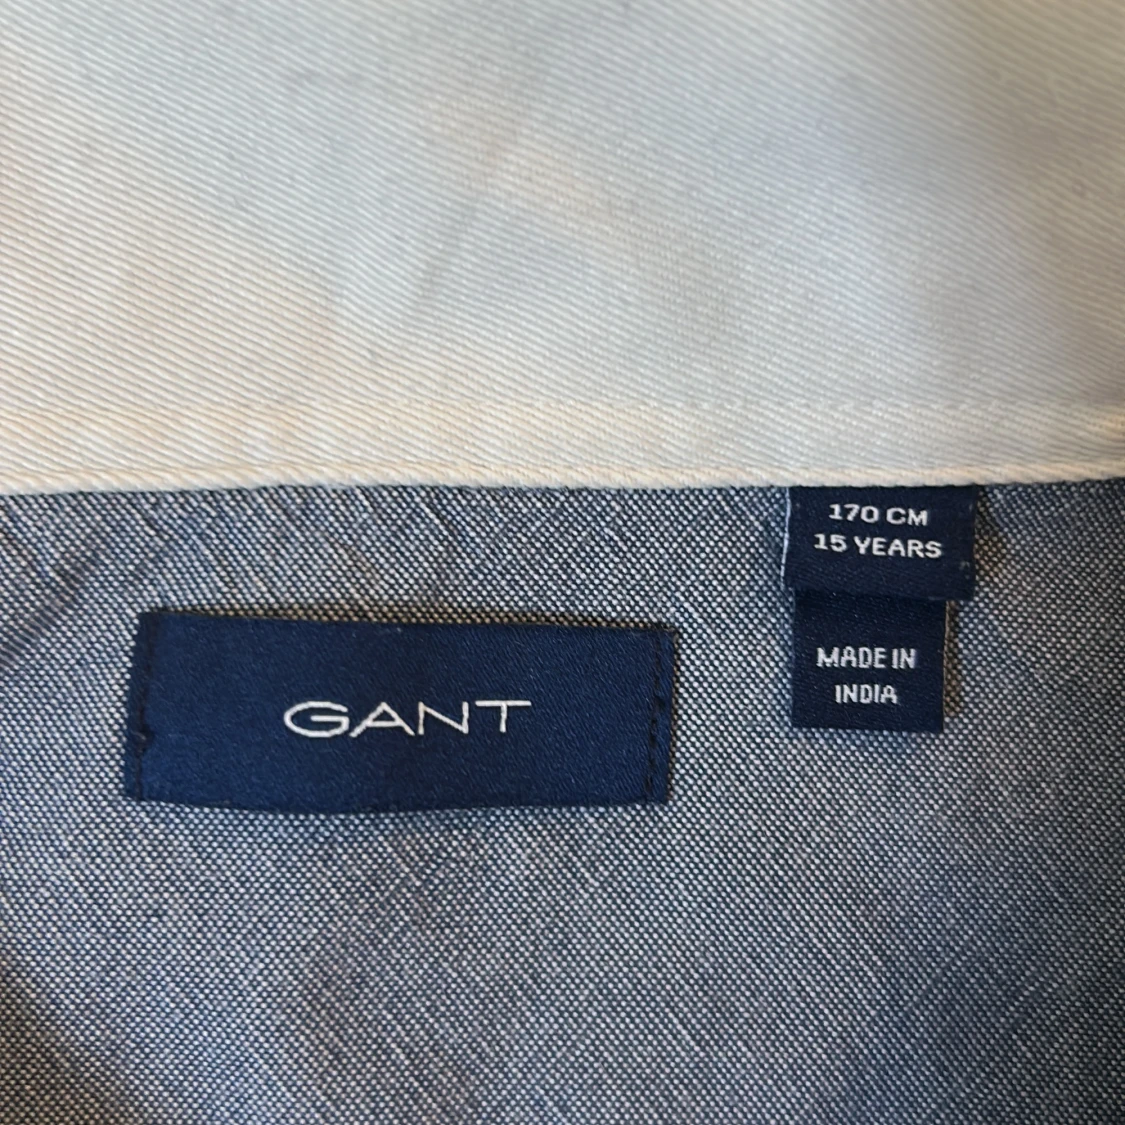 GANT
170 CM
15 YEARS
MADE IN
INDIA